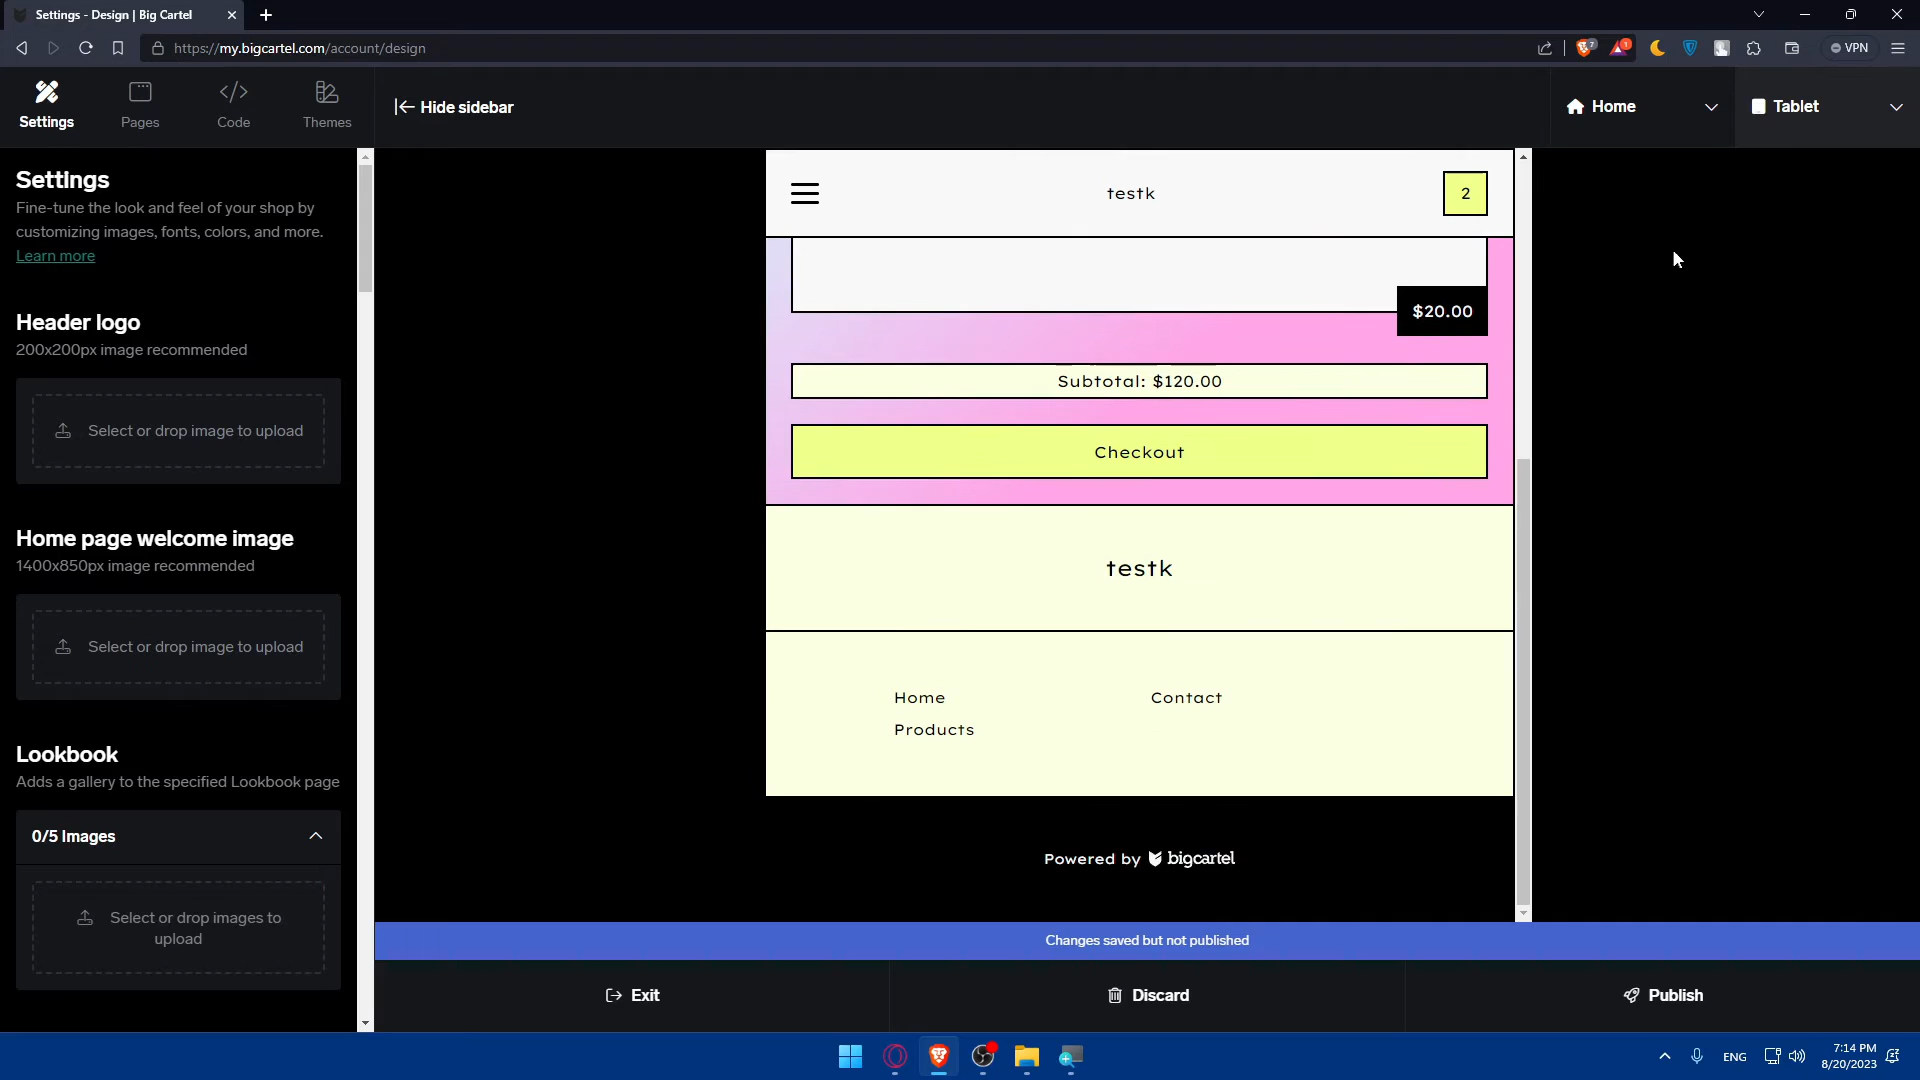 Settings - Design | Big Cartel
https://my.bigcartel.com/account/design
7
1
VPN
Settings
Pages
Code
Themes
Hide sidebar
Home
Tablet
Settings
Fine-tune the look and feel of your shop by
customizing images, fonts, colors, and more.
Learn more
Header logo
200x200px image recommended
Select or drop image to upload
Home page welcome image
1400x850px image recommended
Select or drop image to upload
Lookbook
Adds a gallery to the specified Lookbook page
0/5 Images
Select or drop images to
upload
testk
2
$20.00
Subtotal: $120.00
Checkout
testk
Home
Contact
Products
Powered by bigcartel
Changes saved but not published
Exit
Discard
Publish
ENG
7:14 PM
8/20/2023